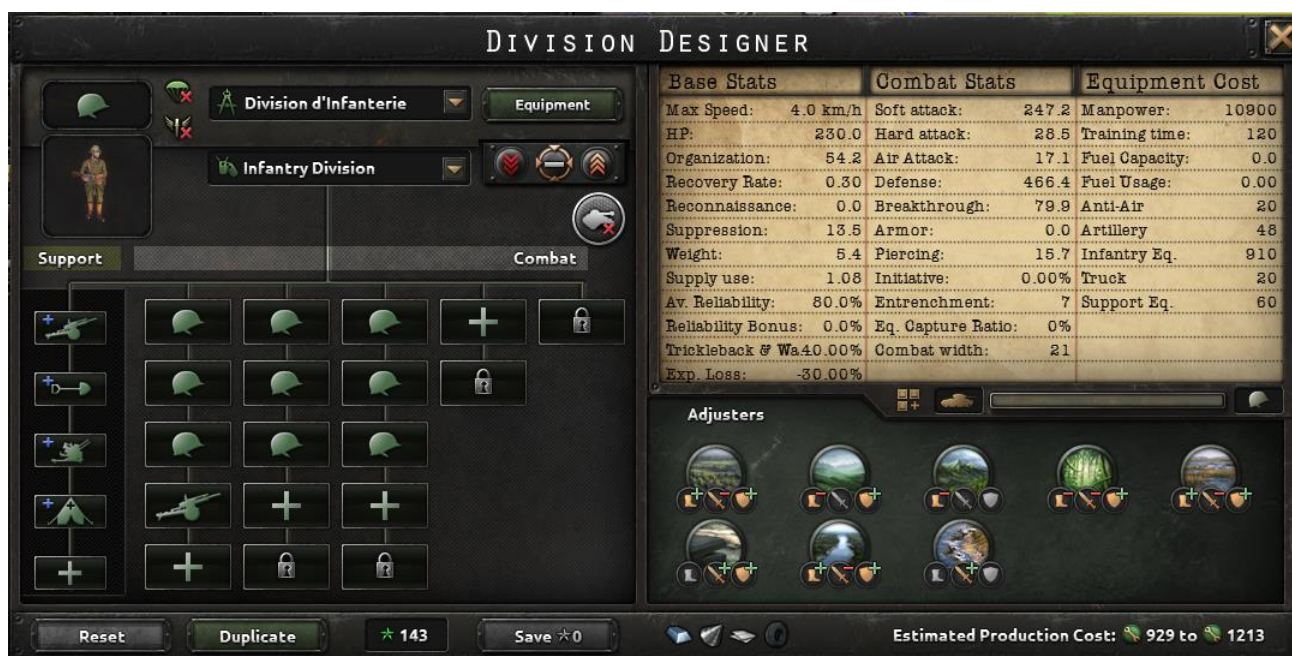 DIVISION DESIGNER
Division d'Infanterie
Equipment
Infantry Division
Support
Combat
Base Stats Combat Stats Equipment Cost
Max Speed: 4.0 km/h Soft attack: 247.2 Manpower: 10900
HP: 230.0 Hard attack: 28.5 Training time: 120
Organization: 54.2 Air Attack: 17.1 Fuel Capacity: 0.0
Recovery Rate: 0.30 Defense: 466.4 Fuel Usage: 0.00
Reconnaissance: 0.0 Breakthrough: 79.9 Anti-Air 20
Suppression: 13.5 Armor: 0.0 Artillery 48
Weight: 5.4 Piercing: 15.7 Infantry Eq. 910
Supply use: 1.08 Initiative: 0.00% Truck 20
Av. Reliability: 80.0% Entrenchment: 7 Support Eq. 60
Reliability Bonus: 0.0% Eq. Capture Ratio: 0%
Trickleback & Wa40.00% Combat width: 21
Exp. Loss: -30.00%
Adjusters
Reset
Duplicate
143
Save 0
Estimated Production Cost: 929 to 1213